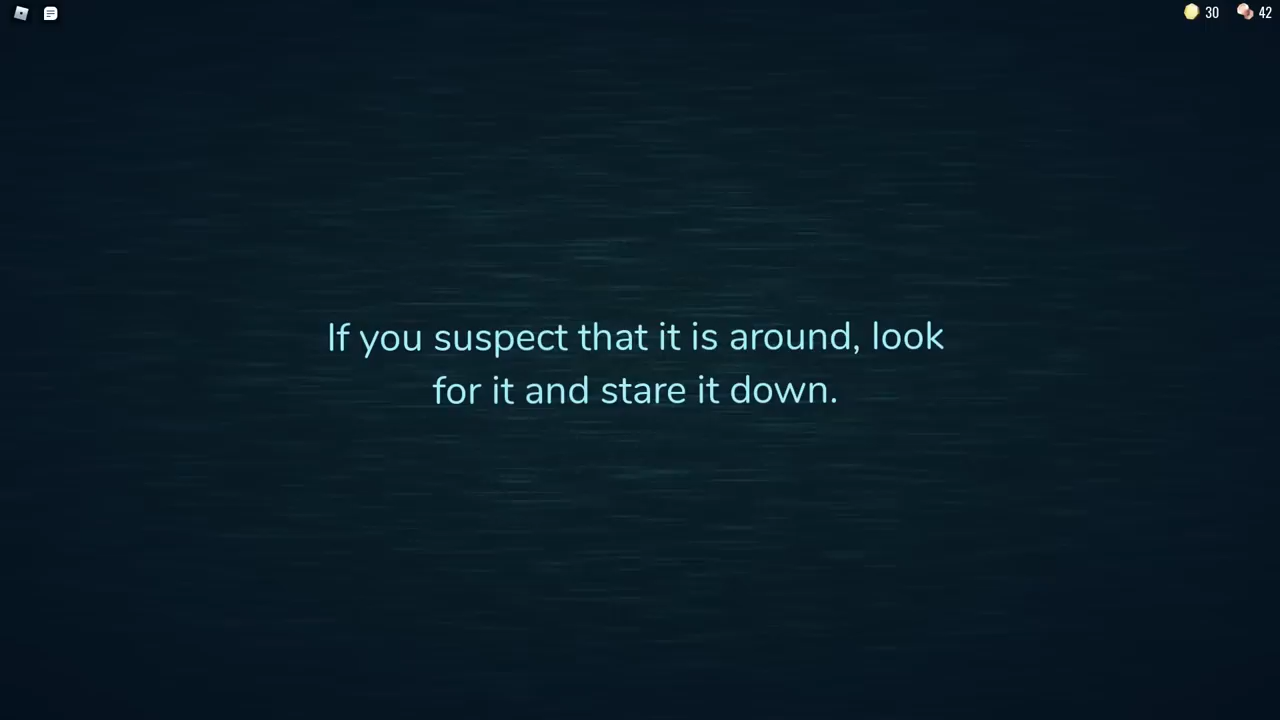 30
42
If you suspect that it is around, look
for it and stare it down.